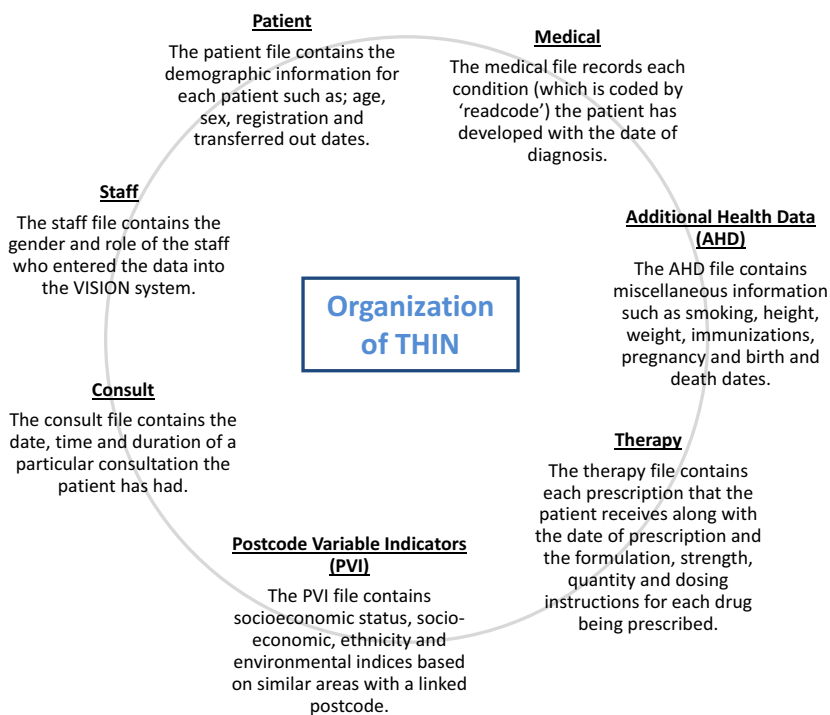 Patient
The patient file contains the
demographic information for
each patient such as; age,
sex, registration and
transferred out dates.
Medical
The medical file records each
condition (which is coded by
‘readcode’) the patient has
developed with the date of
diagnosis.
Additional Health Data
(AHD)
The AHD file contains
miscellaneous information
such as smoking, height,
weight, immunizations,
pregnancy and birth and
death dates.
Therapy
The therapy file contains
each prescription that the
patient receives along with
the date of prescription and
the formulation, strength,
quantity and dosing
instructions for each drug
being prescribed.
Postcode Variable Indicators
(PVI)
The PVI file contains
socioeconomic status, socio-
economic, ethnicity and
environmental indices based
on similar areas with a linked
postcode.
Consult
The consult file contains the
date, time and duration of a
particular consultation the
patient has had.
Staff
The staff file contains the
gender and role of the staff
who entered the data into
the VISION system.
Organization
of THIN